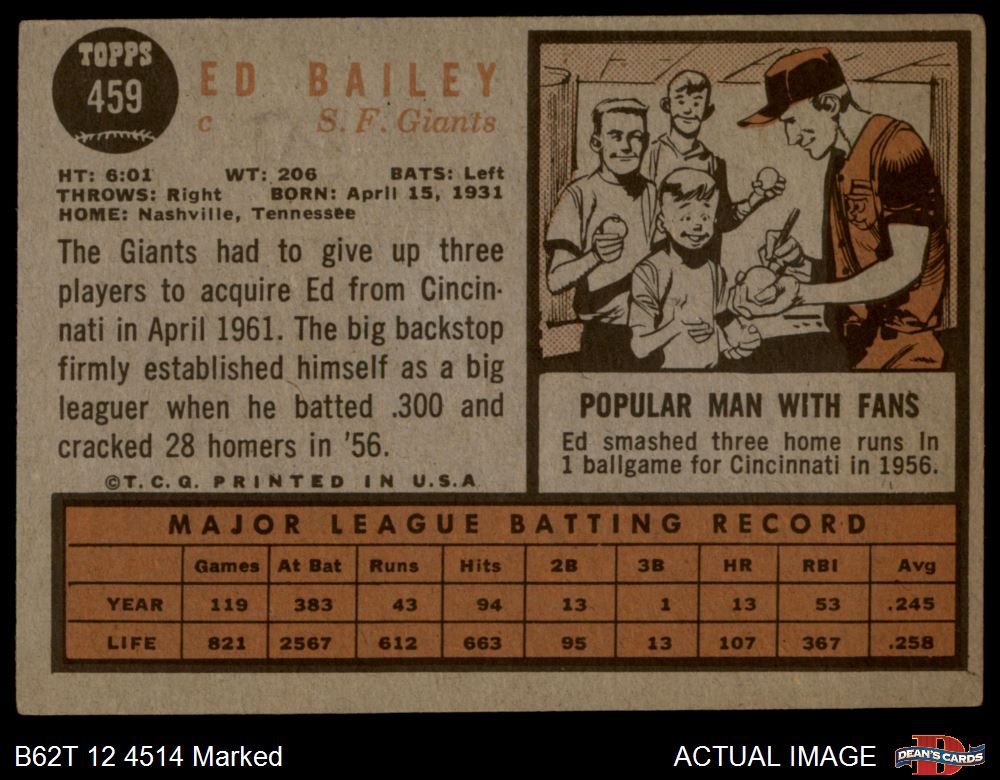 TOPPS
459
ED BAILEY
c S. F. Giants
HT: 6:01 WT: 206 BATS: Left
THROWS: Right BORN: April 15, 1931
HOME: Nashville, Tennessee
The Giants had to give up three
players to acquire Ed from Cincin-
nati in April 1961. The big backstop
firmly established himself as a big
leaguer when he batted .300 and
cracked 28 homers in '56.
©T. C. G. PRINTED IN U.S.A
POPULAR MAN WITH FANS
Ed smashed three home runs In
1 ballgame for Cincinnati in 1956.
MAJOR LEAGUE BATTING RECORD
Games At Bat Runs Hits 2B 3B HR RBI Avg
YEAR 119 383 43 94 13 1 13 53 .245
LIFE 821 2567 612 663 95 13 107 367 .258
B62T 12 4514 Marked
ACTUAL IMAGE
DEAN'S CARDS